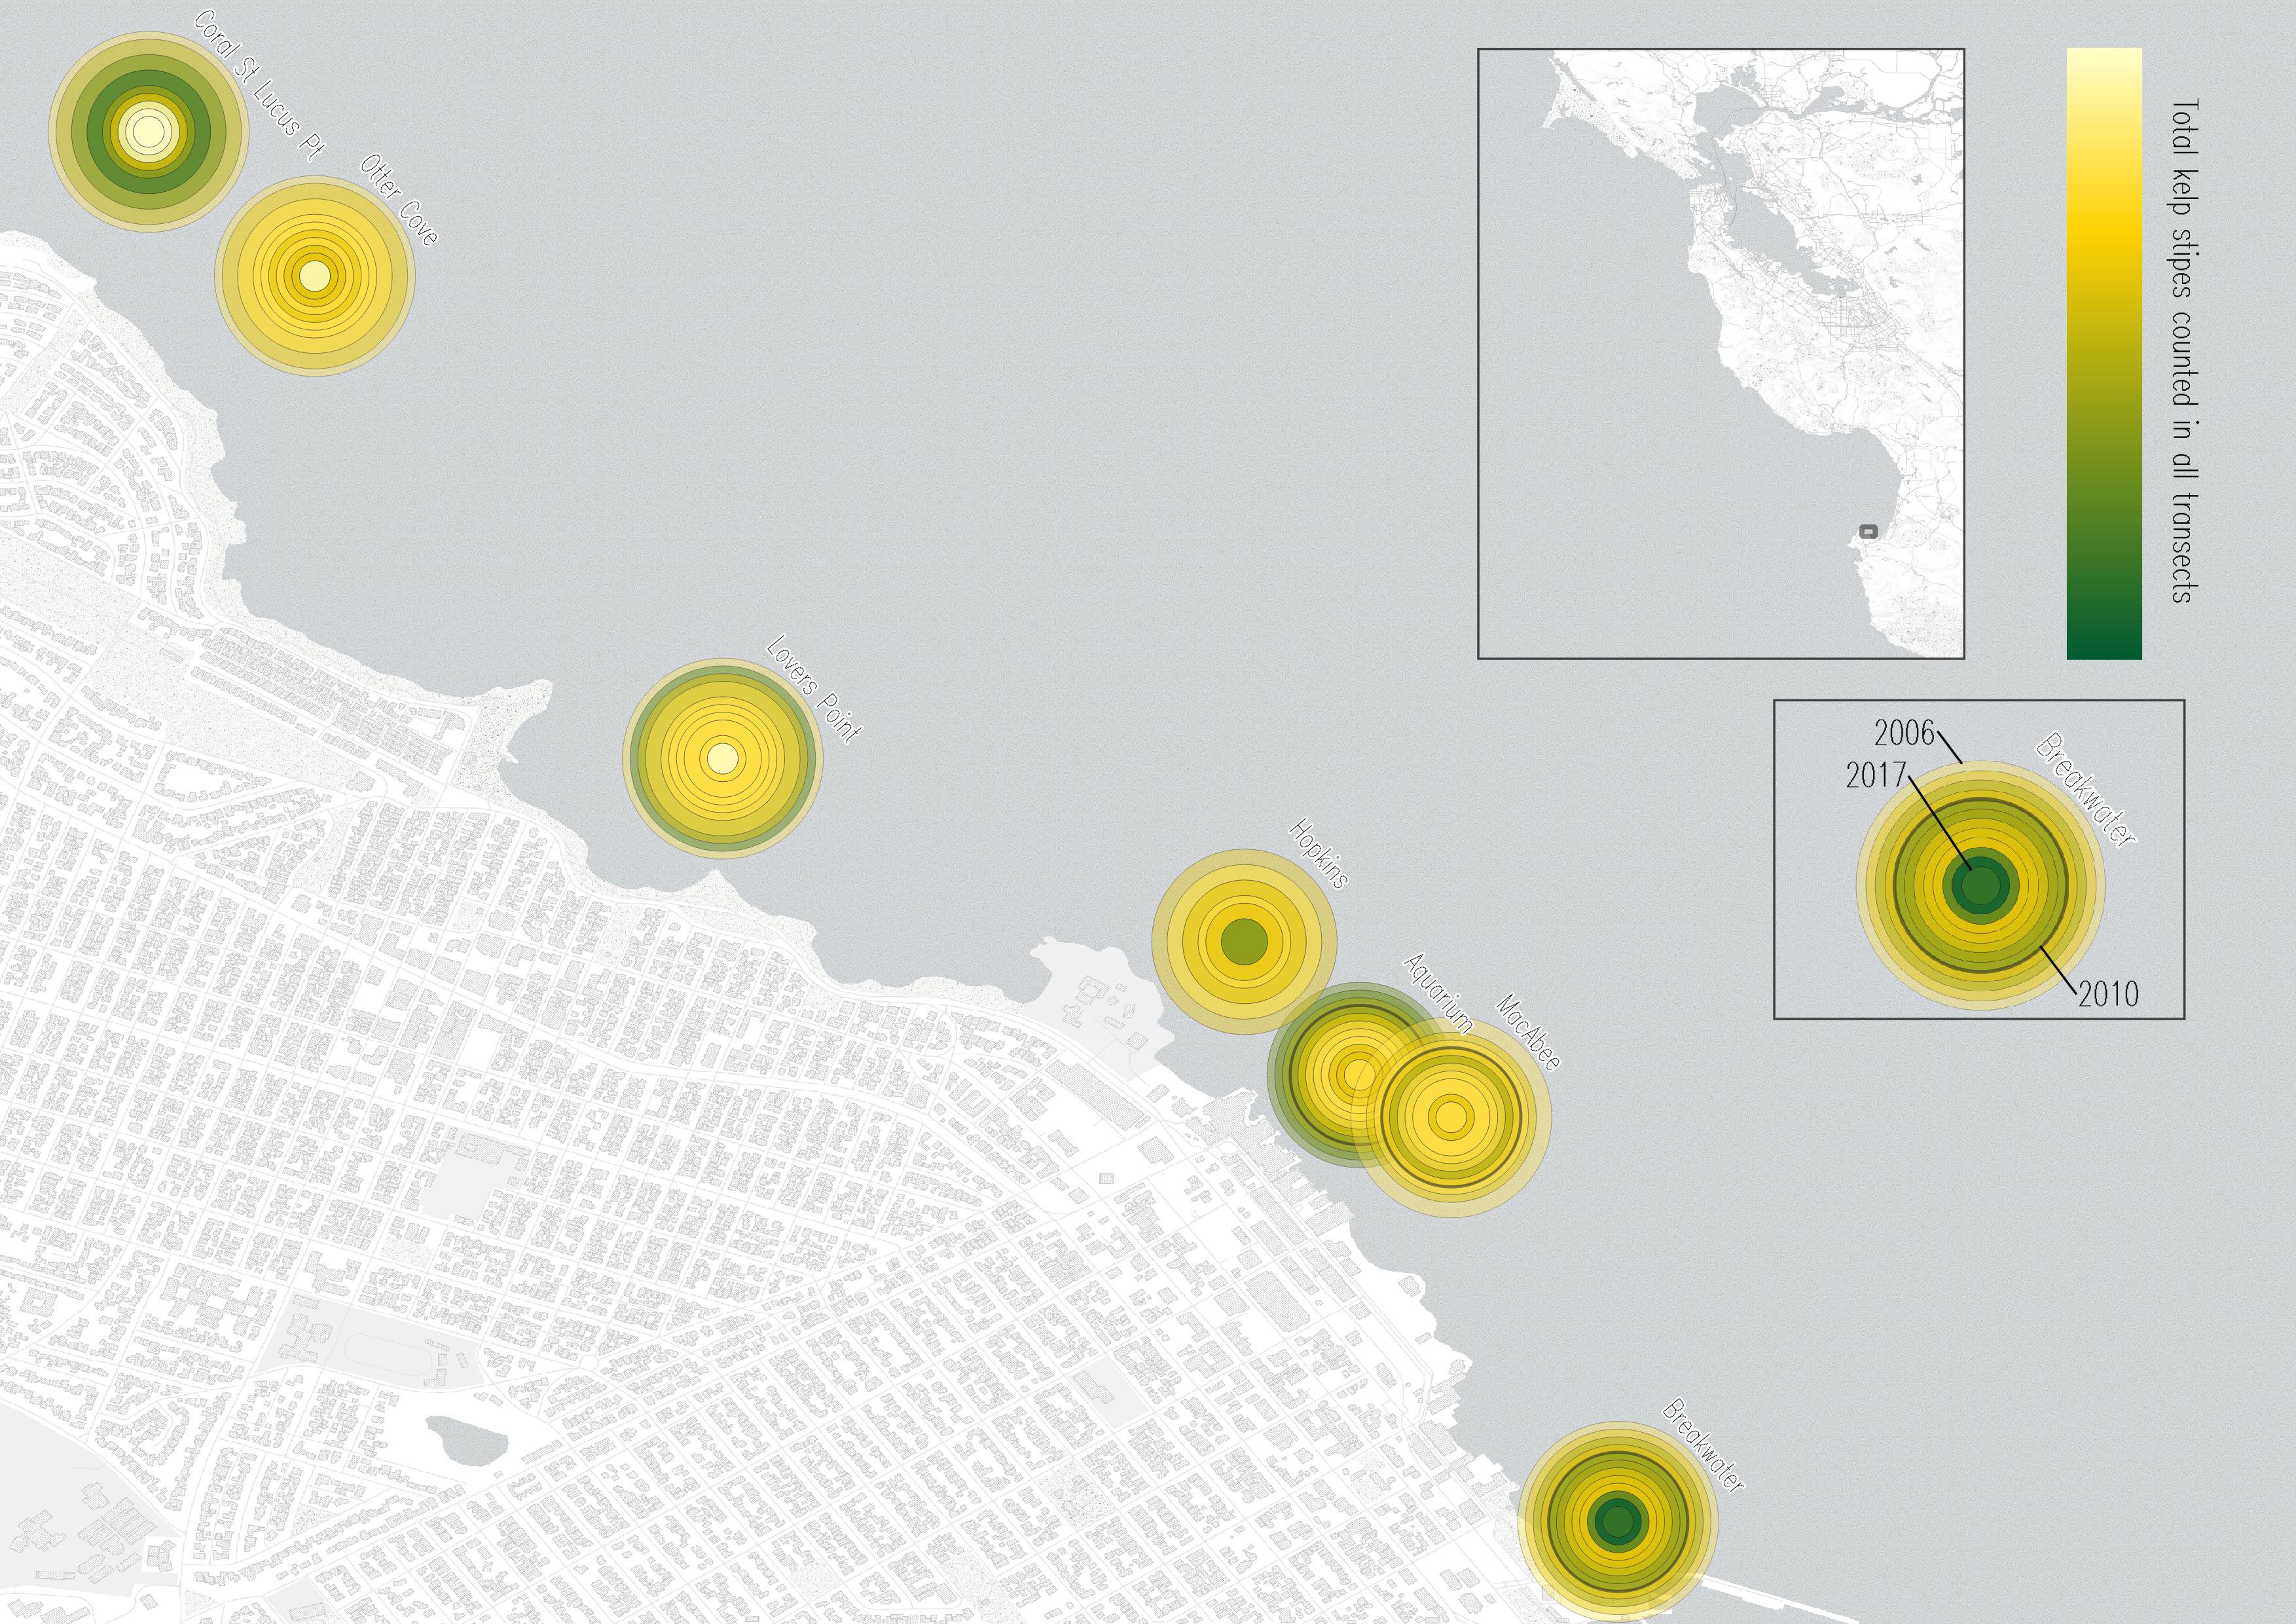 Coral St Lucus Pt
Otter Cove
Lovers Point
Hopkins
Aquarium
MacAbee
Breakwater
Total kelp stipes counted in all transects
2006
2017
Breakwater
2010